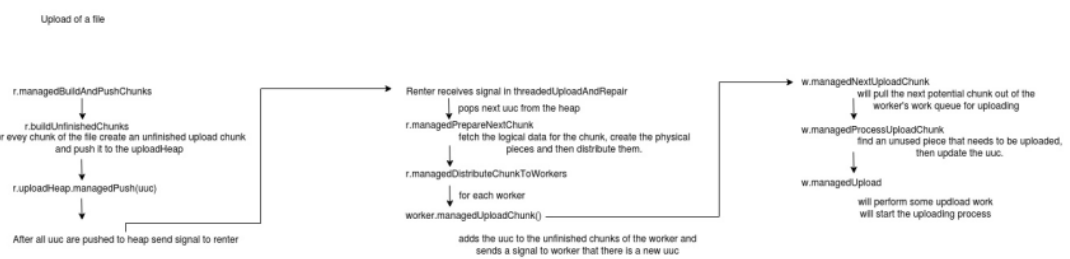 Upload of a file
r.managedBuildAndPushChunks
r.buildUnfinishedChunks
r evey chunk of the file create an unfinished upload chunk
and push it to the uploadHeap
r.uploadHeap.managedPush(uuc)
After all uuc are pushed to heap send signal to renter
Renter receives signal in threadedUploadAndRepair
pops next uuc from the heap
r.managedPrepareNextChunk
fetch the logical data for the chunk, create the physical
pieces and then distribute them.
r.managedDistributeChunkToWorkers
for each worker
worker.managedUploadChunk()
adds the uuc to the unfinished chunks of the worker and
sends a signal to worker that there is a new uuc
w.managedNextUploadChunk
will pull the next potential chunk out of the
worker's work queue for uploading
w.managedProcessUploadChunk
find an unused piece that needs to be uploaded,
then update the uuc.
w.managedUpload
will perform some updload work
will start the uploading process